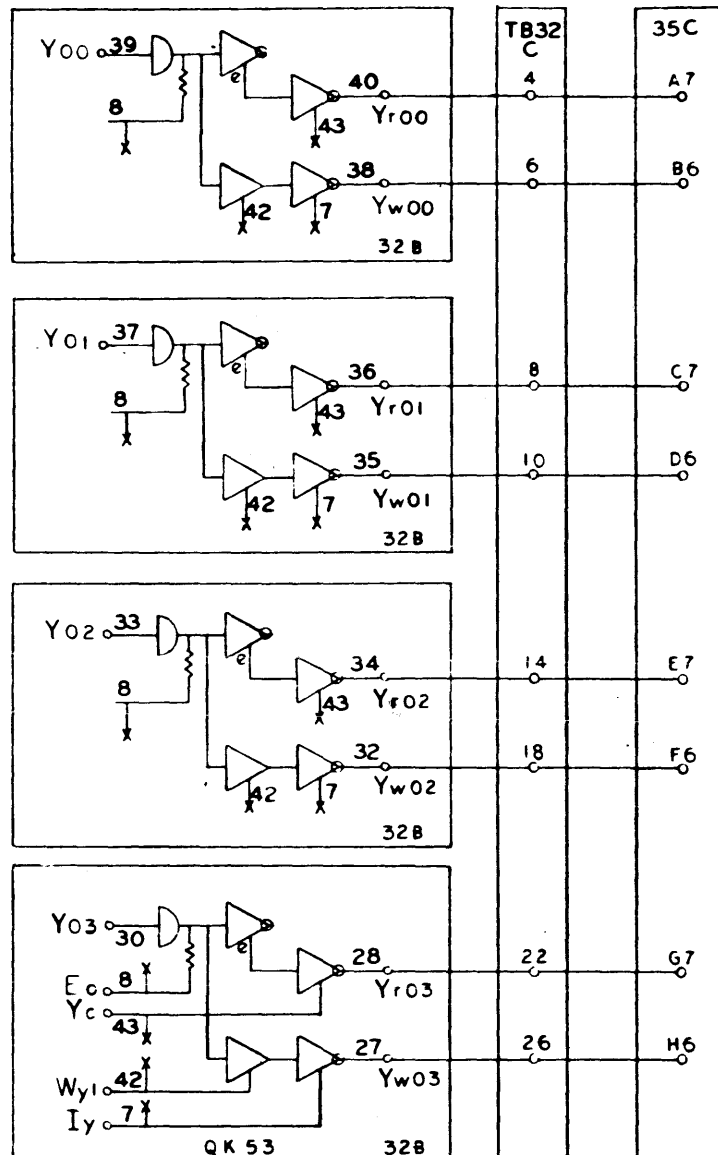 TB32 C 35C
Y00 39 e 40 4 A7
8 43 Yr00
38 6 B6
42 7 Yw00
32B
Y01 37 e 36 8 C7
8 43 Yr01
35 10 D6
42 7 Yw01
32B
Y02 33 e 34 14 E7
8 43 Yr02
32 18 F6
42 7 Yw02
32B
Y03 30 e 28 22 G7
Ec 8 Yr03
Yc 43
27 26 H6
Wy1 42 Yw03
Iy 7
QK53 32B